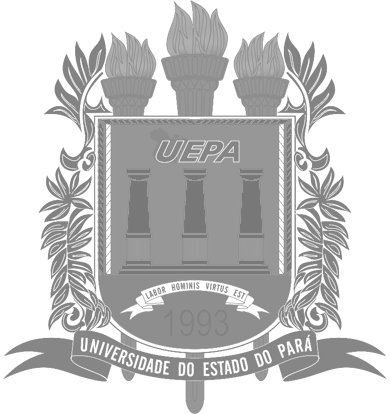 UEPA
LABOR HOMINIS VIRTUS EST
1993
UNIVERSIDADE DO ESTADO DO PARÁ